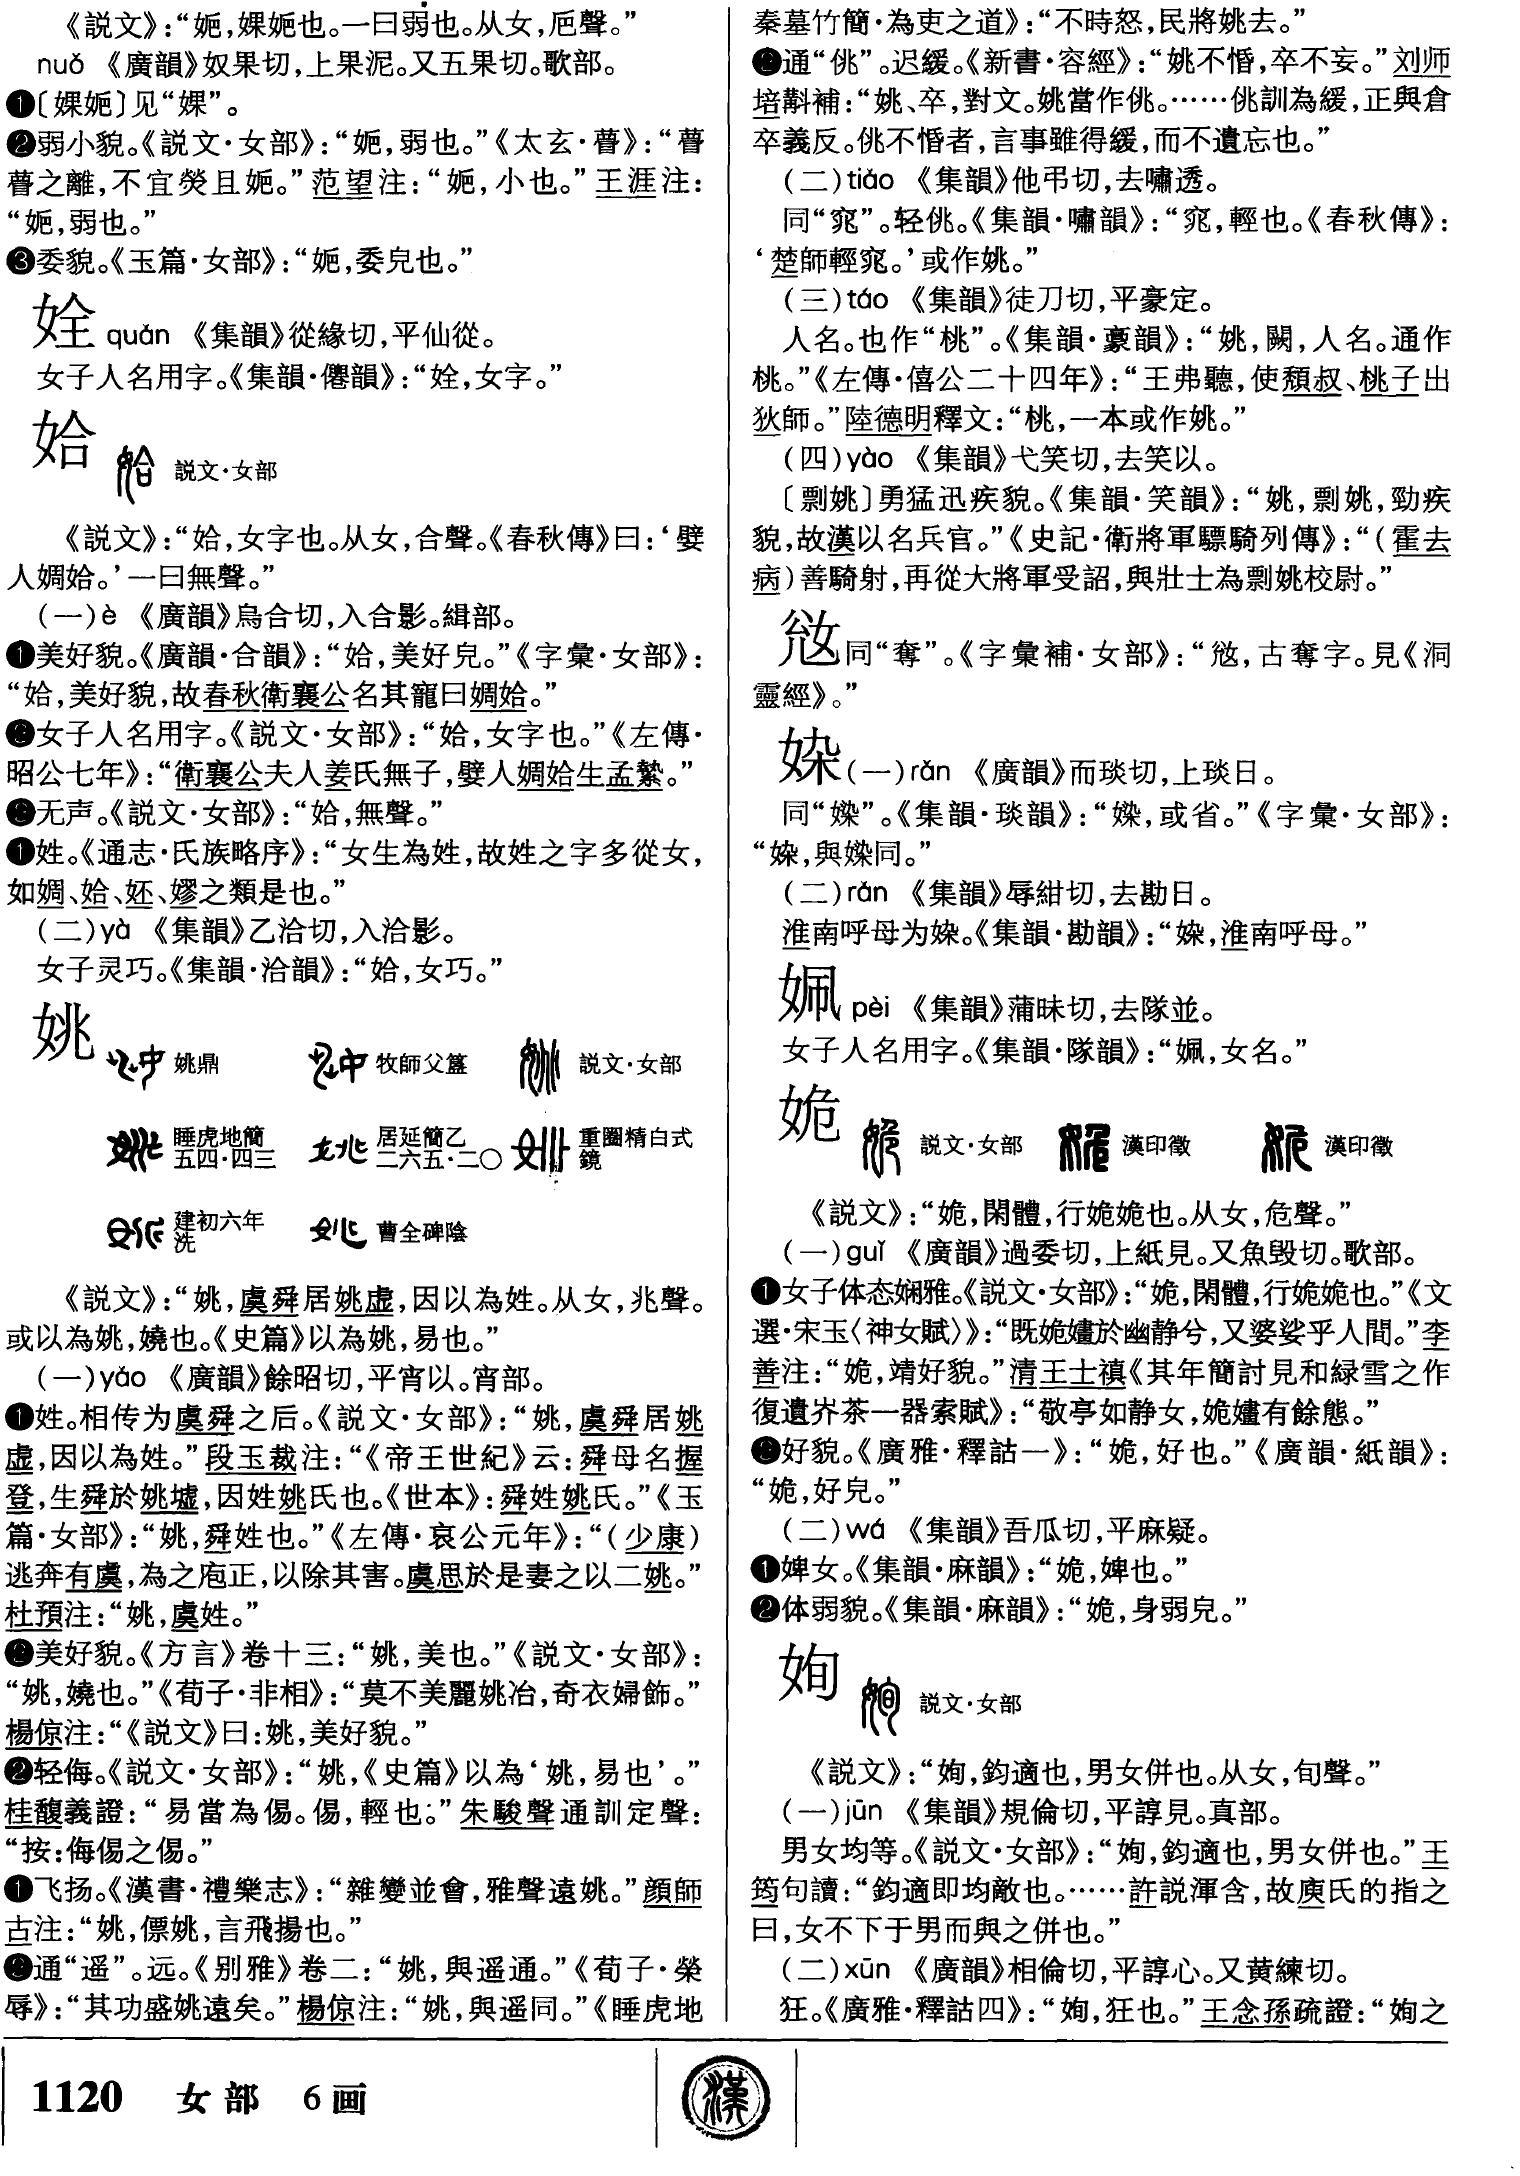 《説文》：“姽，婐姽也。一曰弱也。从女，厄聲。”
nuǒ 《廣韻》奴果切，上果泥。又五果切。歌部。
❶〔婐㛂〕见“婐”。
❷弱小貌。《説文·女部》：“㛂，弱也。”《太玄·瞢》：“瞢
瞢之離，不宜熒且㛂。”范望注：“㛂，小也。”王涯注：
“㛂，弱也。”
❸委貌。《玉篇·女部》：“㛂，委皃也。”
姾 quán 《集韻》從緣切，平仙從。
女子人名用字。《集韻·僊韻》：“姾，女字。”
姶
説文·女部
《説文》：“姶，女字也。从女，合聲。《春秋傳》曰：‘嬖
人婤姶。’一曰無聲。”
(一)è 《廣韻》烏合切，入合影。緝部。
❶美好貌。《廣韻·合韻》：“姶，美好皃。”《字彙·女部》：
“姶，美好貌，故春秋衛襄公名其寵曰婤姶。”
❷女子人名用字。《説文·女部》：“姶，女字也。”《左傳·
昭公七年》：“衛襄公夫人姜氏無子，嬖人婤姶生孟縶。”
❸无声。《説文·女部》：“姶，無聲。”
❹姓。《通志·氏族略序》：“女生為姓，故姓之字多從女，
如婤、姶、妚、嫪之類是也。”
(二)yà 《集韻》乙洽切，入洽影。
女子灵巧。《集韻·洽韻》：“姶，女巧。”
姚
姚鼎 牧師父簋 説文·女部
睡虎地簡五四·四三 居延簡乙二六五·二〇 重圈精白式鏡
建初六年洗 曹全碑陰
《説文》：“姚，虞舜居姚虚，因以為姓。从女，兆聲。
或以為姚，嬈也。《史篇》以為姚，易也。”
(一)yáo 《廣韻》餘昭切，平宵以。宵部。
❶姓。相传为虞舜之后。《説文·女部》：“姚，虞舜居姚
虚，因以為姓。”段玉裁注：“《帝王世紀》云：舜母名握
登，生舜於姚墟，因姓姚氏也。《世本》：舜姓姚氏。”《玉
篇·女部》：“姚，舜姓也。”《左傳·哀公元年》：“(少康)
逃奔有虞，為之庖正，以除其害。虞思於是妻之以二姚。”
杜預注：“姚，虞姓。”
❷美好貌。《方言》卷十三：“姚，美也。”《説文·女部》：
“姚，嬈也。”《荀子·非相》：“莫不美麗姚冶，奇衣婦飾。”
楊倞注：“《説文》曰：姚，美好貌。”
❸轻侮。《説文·女部》：“姚，《史篇》以為‘姚，易也’。”
桂馥義證：“易當為傷。傷，輕也。”朱駿聲通訓定聲：
“按：侮傷之傷。”
❹飞扬。《漢書·禮樂志》：“雜變並會，雅聲遠姚。”顔師
古注：“姚，僄姚，言飛揚也。”
❺通“遥”。远。《别雅》卷二：“姚，與遥通。”《荀子·榮
辱》：“其功盛姚遠矣。”楊倞注：“姚，與遥同。”《睡虎地
秦墓竹簡·為吏之道》：“不時怒，民將姚去。”
❻通“佻”。迟緩。《新書·容經》：“姚不惛，卒不妄。”刘师
培斠補：“姚、卒，對文。姚當作佻。……佻訓為緩，正與倉
卒義反。佻不惛者，言事雖得緩，而不遺忘也。”
(二)tiào 《集韻》他弔切，去嘯透。
同“窕”。轻佻。《集韻·嘯韻》：“窕，輕也。《春秋傳》：
‘楚師輕窕。’或作姚。”
(三)táo 《集韻》徒刀切，平豪定。
人名。也作“桃”。《集韻·豪韻》：“姚，闕，人名。通作
桃。”《左傳·僖公二十四年》：“王弗聽，使頹叔、桃子出
狄師。”陸德明釋文：“桃，一本或作姚。”
(四)yào 《集韻》弋笑切，去笑以。
〔剽姚〕勇猛迅疾貌。《集韻·笑韻》：“姚，剽姚，勁疾
貌，故漢以名兵官。”《史記·衛將軍驃騎列傳》：“(霍去
病)善騎射，再從大將軍受詔，與壯士為剽姚校尉。”
同“奪”。《字彙補·女部》：“，古奪字。見《洞
靈經》。”
姇(一)rǎn 《廣韻》而琰切，上琰日。
同“㜣”。《集韻·琰韻》：“㜣，或省。”《字彙·女部》：
“㚩，與㜣同。”
(二)rán 《集韻》辱紺切，去勘日。
淮南呼母为㚩。《集韻·勘韻》：“㚩，淮南呼母。”
姵 pèi 《集韻》蒲昧切，去隊並。
女子人名用字。《集韻·隊韻》：“姵，女名。”
姽
説文·女部 漢印徵 漢印徵
《説文》：“姽，閑體，行姽姽也。从女，危聲。”
(一)guǐ 《廣韻》過委切，上紙見。又魚毁切。歌部。
❶女子体态娴雅。《説文·女部》：“姽，閑體，行姽姽也。”《文
選·宋玉〈神女賦〉》：“既姽嫿於幽静兮，又婆娑乎人間。”李
善注：“姽，靖好貌。”清王士禛《其年簡討見和緑雪之作
復遺岕茶一器索賦》：“敬亭如静女，姽嫿有餘態。”
❷好貌。《廣雅·釋詁一》：“姽，好也。”《廣韻·紙韻》：
“姽，好皃。”
(二)wá 《集韻》吾瓜切，平麻疑。
❶婢女。《集韻·麻韻》：“姽，婢也。”
❷体弱貌。《集韻·麻韻》：“姽，身弱皃。”
姰
説文·女部
《説文》：“姰，鈞適也，男女併也。从女，旬聲。”
(一)jūn 《集韻》規倫切，平諄見。真部。
男女均等。《説文·女部》：“姰，鈞適也，男女併也。”王
筠句讀：“鈞適即均敵也。……許説渾含，故庾氏的指之
曰，女不下于男而與之併也。”
(二)xūn 《廣韻》相倫切，平諄心。又黄練切。
狂。《廣雅·釋詁四》：“姰，狂也。”王念孫疏證：“姰之
1120 女部 6画
漢